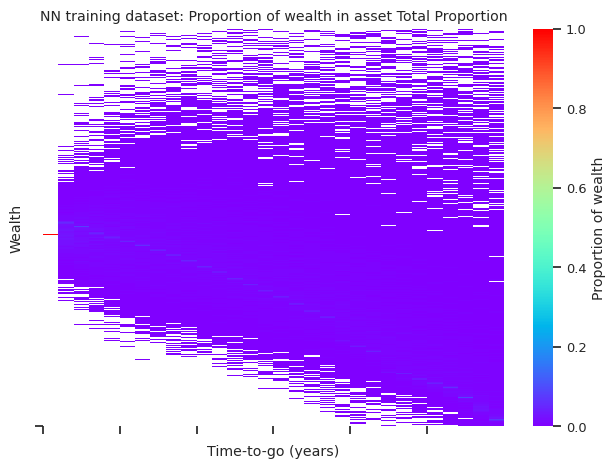 NN training dataset: Proportion of wealth in asset Total Proportion
Wealth
Time-to-go (years)
1.0
0.8
0.6
0.4
0.2
0.0
Proportion of wealth